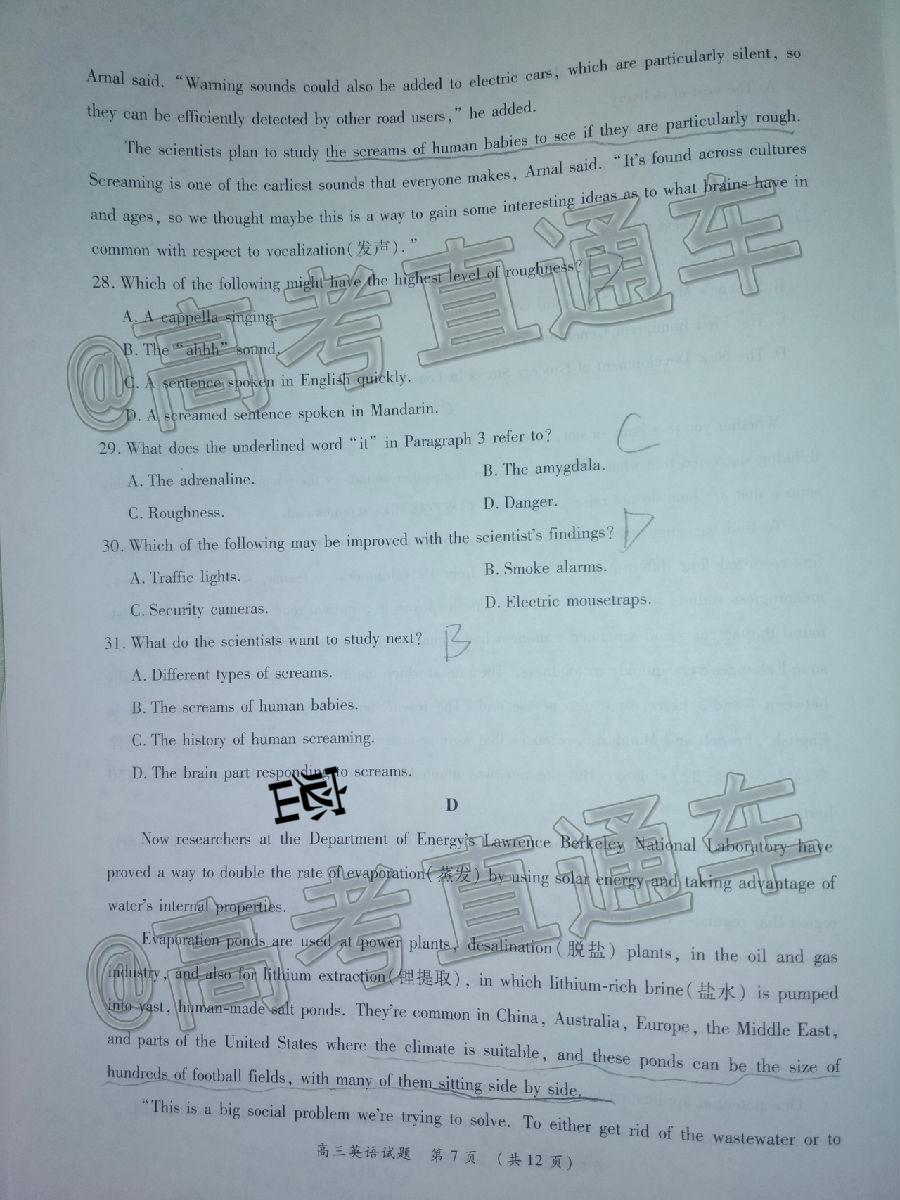 Arnal said. “Warning sounds could also be added to electric cars, which are particularly silent, so
they can be efficiently detected by other road users,” he added.
The scientists plan to study the screams of human babies to see if they are particularly rough.
Screaming is one of the earliest sounds that everyone makes, Arnal said. “It's found across cultures
and ages, so we thought maybe this is a way to gain some interesting ideas as to what brains have in
common with respect to vocalization(发声).”
28. Which of the following might have the highest level of roughness? D
A. A cappella singing.
B. The “ahhh” sound.
C. A sentence spoken in English quickly.
D. A screamed sentence spoken in Mandarin.
29. What does the underlined word “it” in Paragraph 3 refer to? C
A. The adrenaline. B. The amygdala.
C. Roughness. D. Danger.
30. Which of the following may be improved with the scientist's findings? D
A. Traffic lights. B. Smoke alarms.
C. Security cameras. D. Electric mousetraps.
31. What do the scientists want to study next? B
A. Different types of screams.
B. The screams of human babies.
C. The history of human screaming.
D. The brain part responding to screams.
D
Now researchers at the Department of Energy's Lawrence Berkeley National Laboratory have
proved a way to double the rate of evaporation(蒸发) by using solar energy and taking advantage of
water's internal properties.
Evaporation ponds are used at power plants, desalination(脱盐) plants, in the oil and gas
industry, and also for lithium extraction(锂提取), in which lithium-rich brine(盐水) is pumped
into vast, human-made salt ponds. They're common in China, Australia, Europe, the Middle East,
and parts of the United States where the climate is suitable, and these ponds can be the size of
hundreds of football fields, with many of them sitting side by side.
“This is a big social problem we're trying to solve. To either get rid of the wastewater or to
高三英语试题 第7页 (共12页)
@高考直通车
@高考直通车